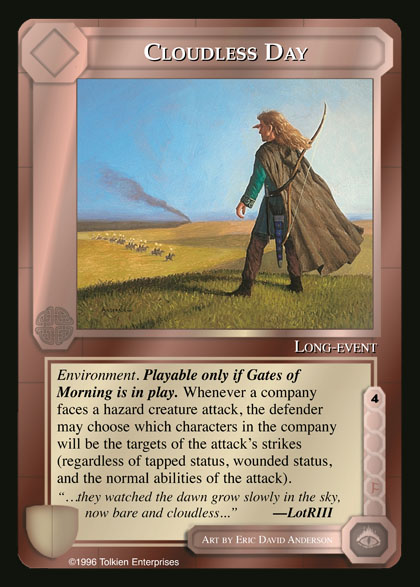 CLOUDLESS DAY
ANDERSON
LONG-EVENT
Environment. Playable only if Gates of
Morning is in play. Whenever a company
faces a hazard creature attack, the defender
may choose which characters in the company
will be the targets of the attack's strikes
(regardless of tapped status, wounded status,
and the normal abilities of the attack).
“…they watched the dawn grow slowly in the sky,
now bare and cloudless…” —LotRIII
4
R
ART BY ERIC DAVID ANDERSON
©1996 Tolkien Enterprises